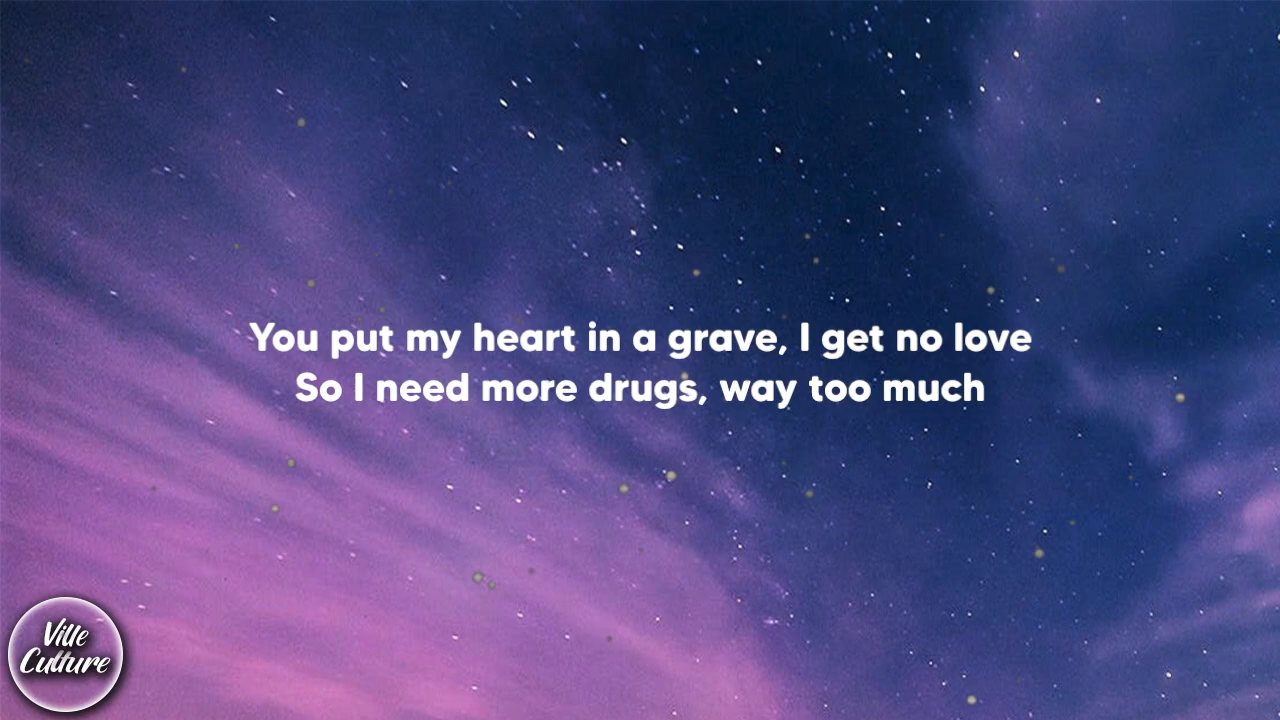 You put my heart in a grave, I get no love
So I need more drugs, way too much
Ville
Culture